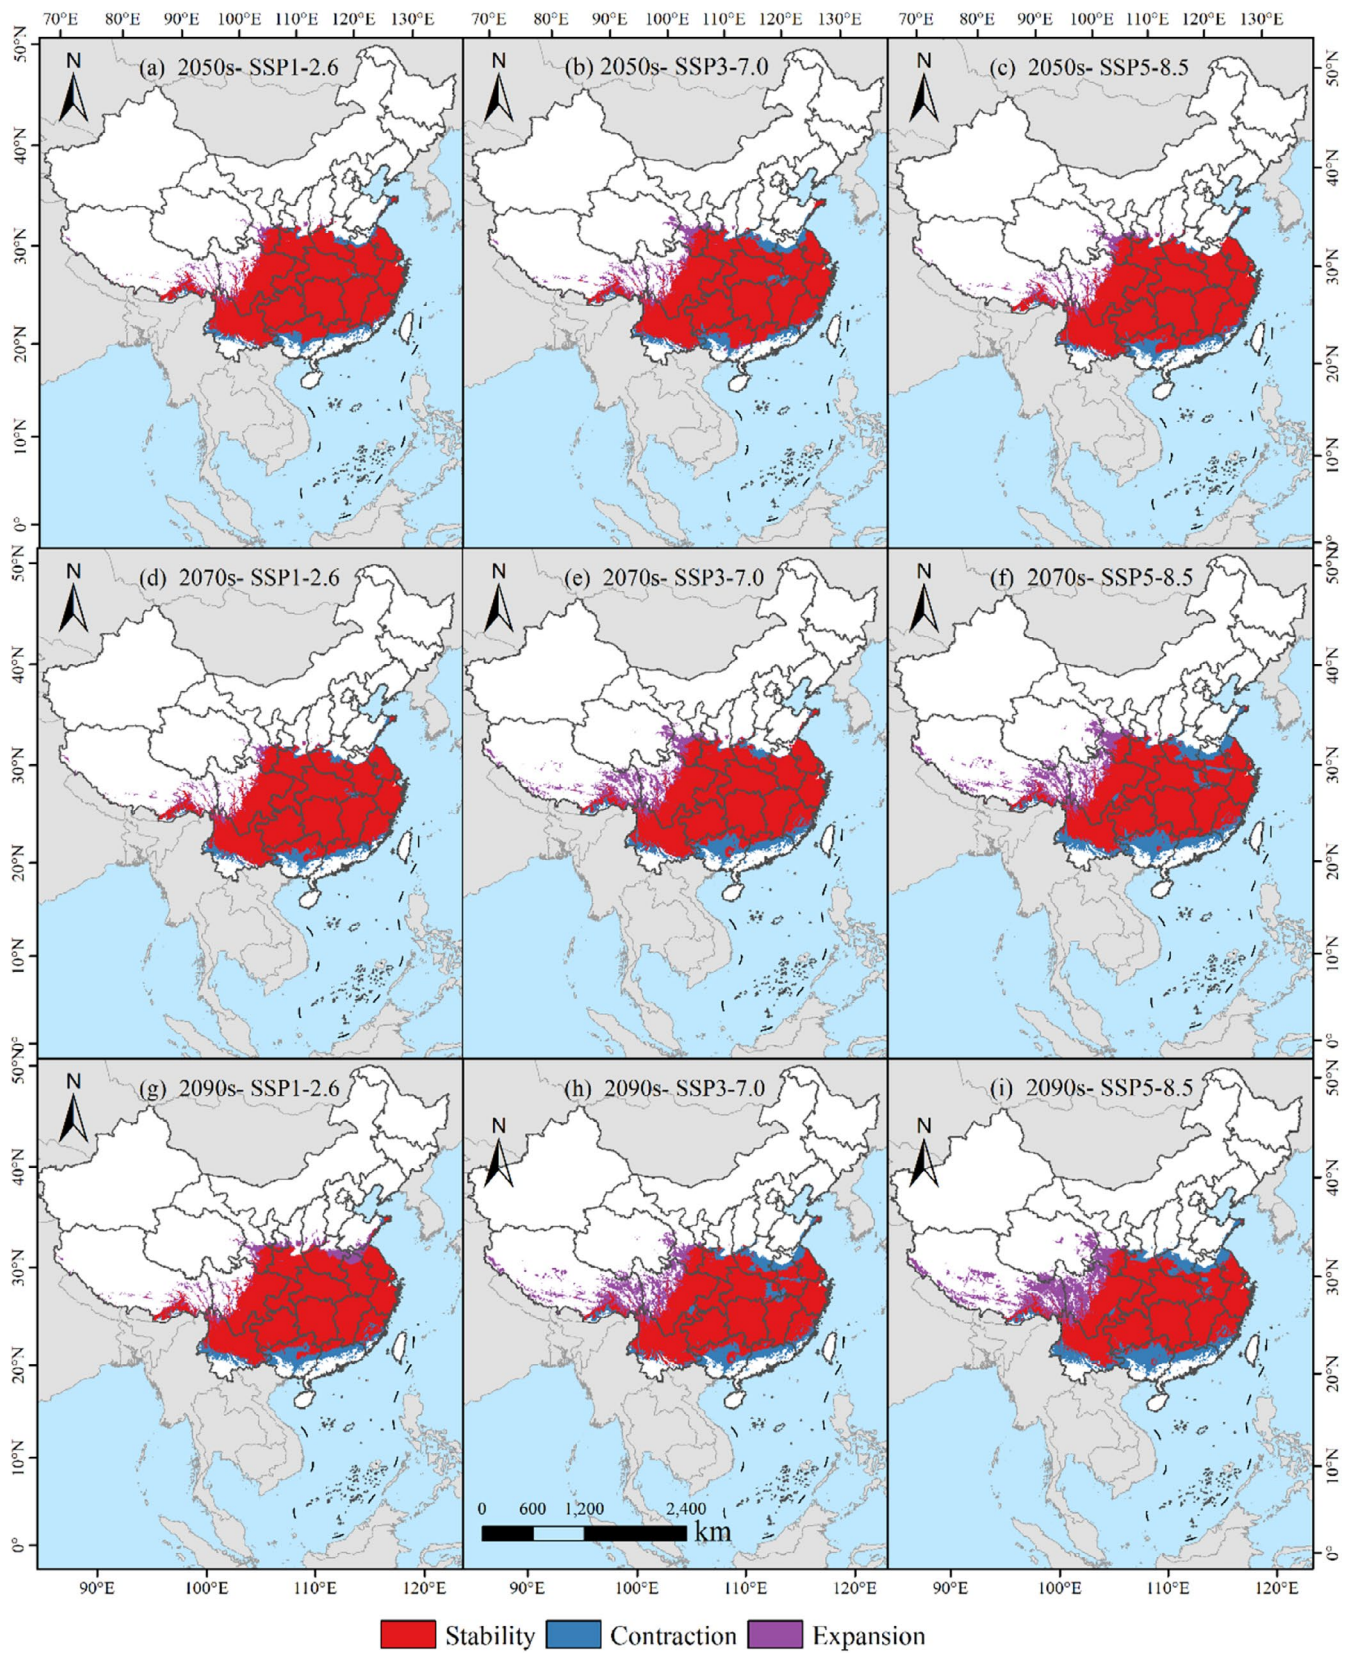 70°E 80°E 90°E 100°E 110°E 120°E 130°E 70°E 80°E 90°E 100°E 110°E 120°E 130°E 70°E 80°E 90°E 100°E 110°E 120°E 130°E
N (a) 2050s- SSP1-2.6 N (b) 2050s- SSP3-7.0 N (c) 2050s- SSP5-8.5
50°N 50°N
40°N 40°N
30°N 30°N
20°N 20°N
10°N 10°N
0° 0°
N (d) 2070s- SSP1-2.6 N (e) 2070s- SSP3-7.0 N (f) 2070s- SSP5-8.5
50°N 50°N
40°N 40°N
30°N 30°N
20°N 20°N
10°N 10°N
0° 0°
N (g) 2090s- SSP1-2.6 N (h) 2090s- SSP3-7.0 N (i) 2090s- SSP5-8.5
50°N 50°N
40°N 40°N
30°N 30°N
20°N 20°N
10°N 10°N
0° 0°
0 600 1,200 2,400
km
90°E 100°E 110°E 120°E 90°E 100°E 110°E 120°E 90°E 100°E 110°E 120°E
Stability Contraction Expansion